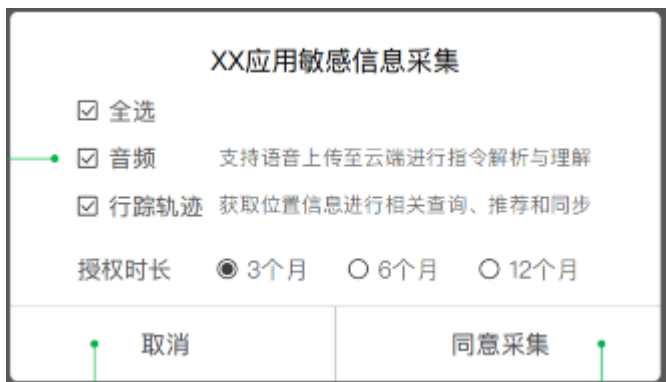 XX应用敏感信息采集
全选
音频 支持语音上传至云端进行指令解析与理解
行踪轨迹 获取位置信息进行相关查询、推荐和同步
授权时长 3个月 6个月 12个月
取消 同意采集